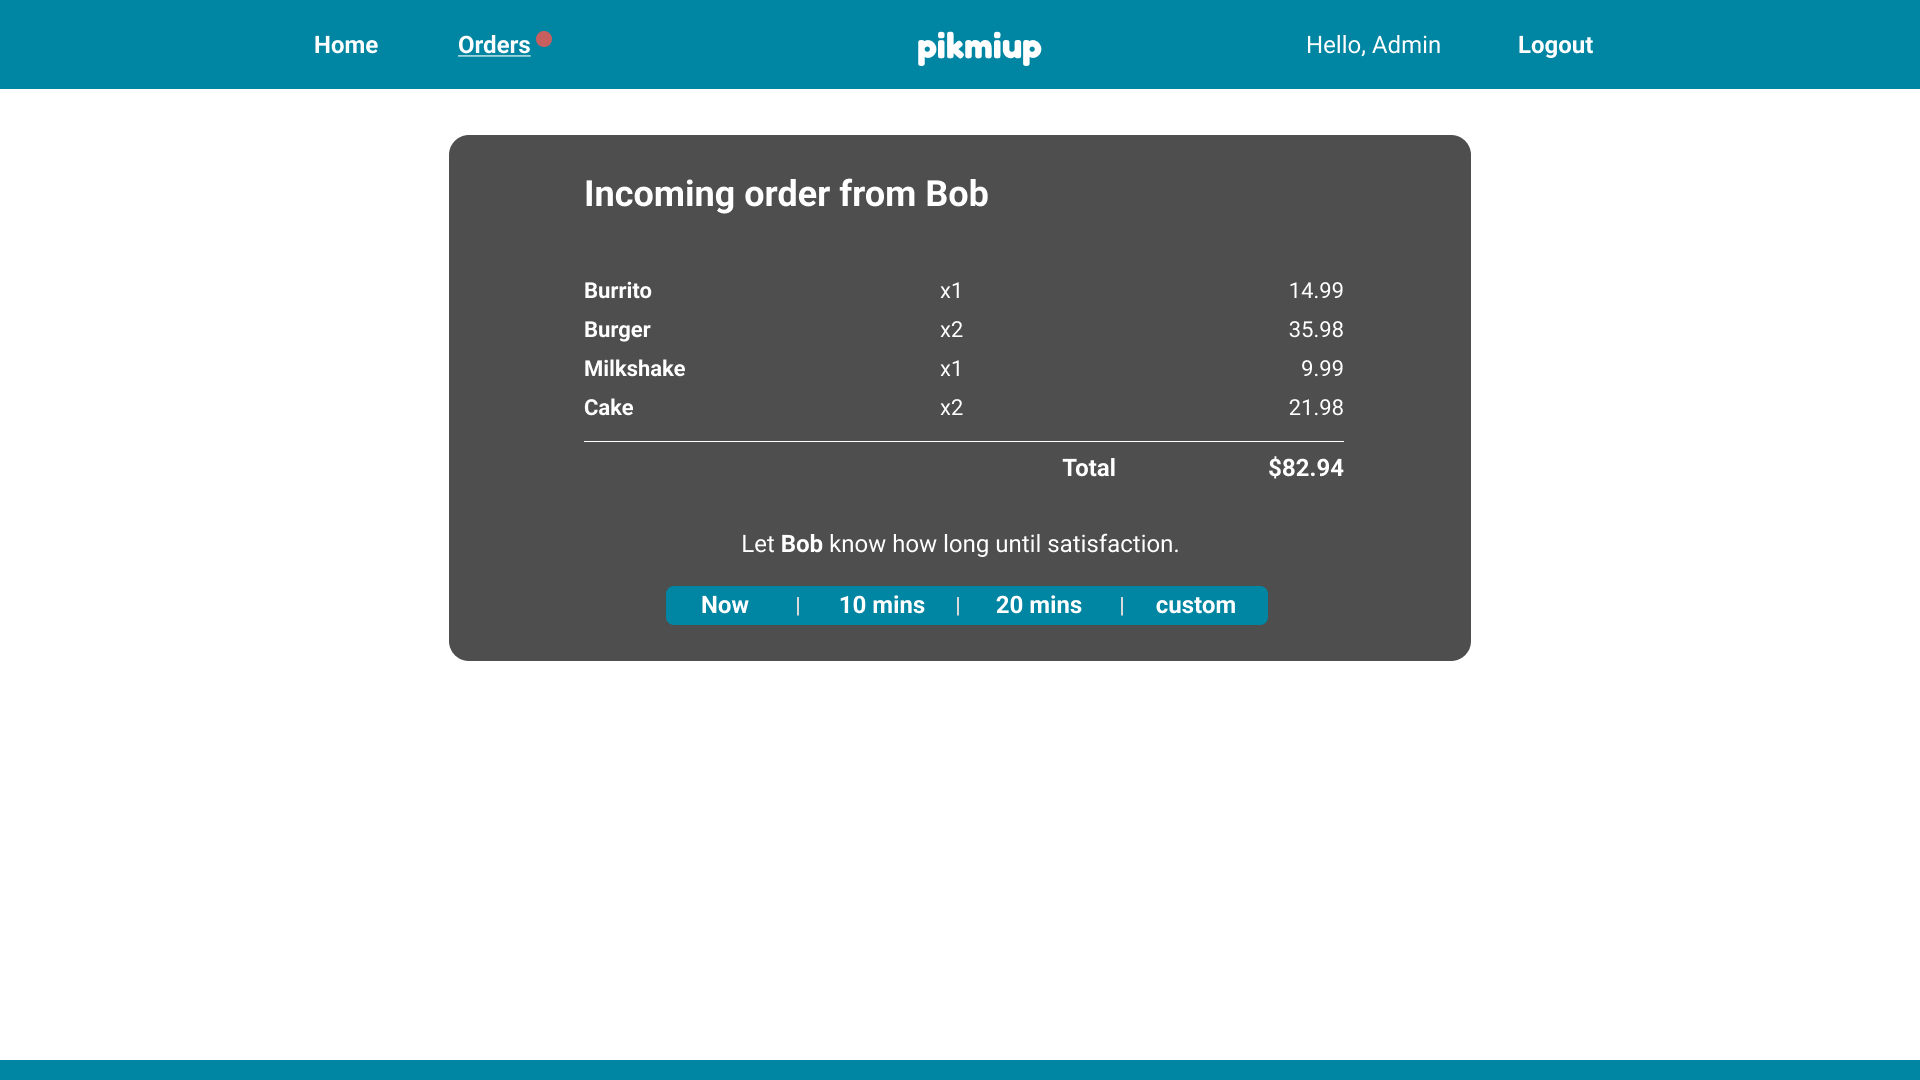 Home Orders pikmiup Hello, Admin Logout
Incoming order from Bob
Burrito x1 14.99
Burger x2 35.98
Milkshake x1 9.99
Cake x2 21.98
Total $82.94
Let Bob know how long until satisfaction.
Now | 10 mins | 20 mins | custom